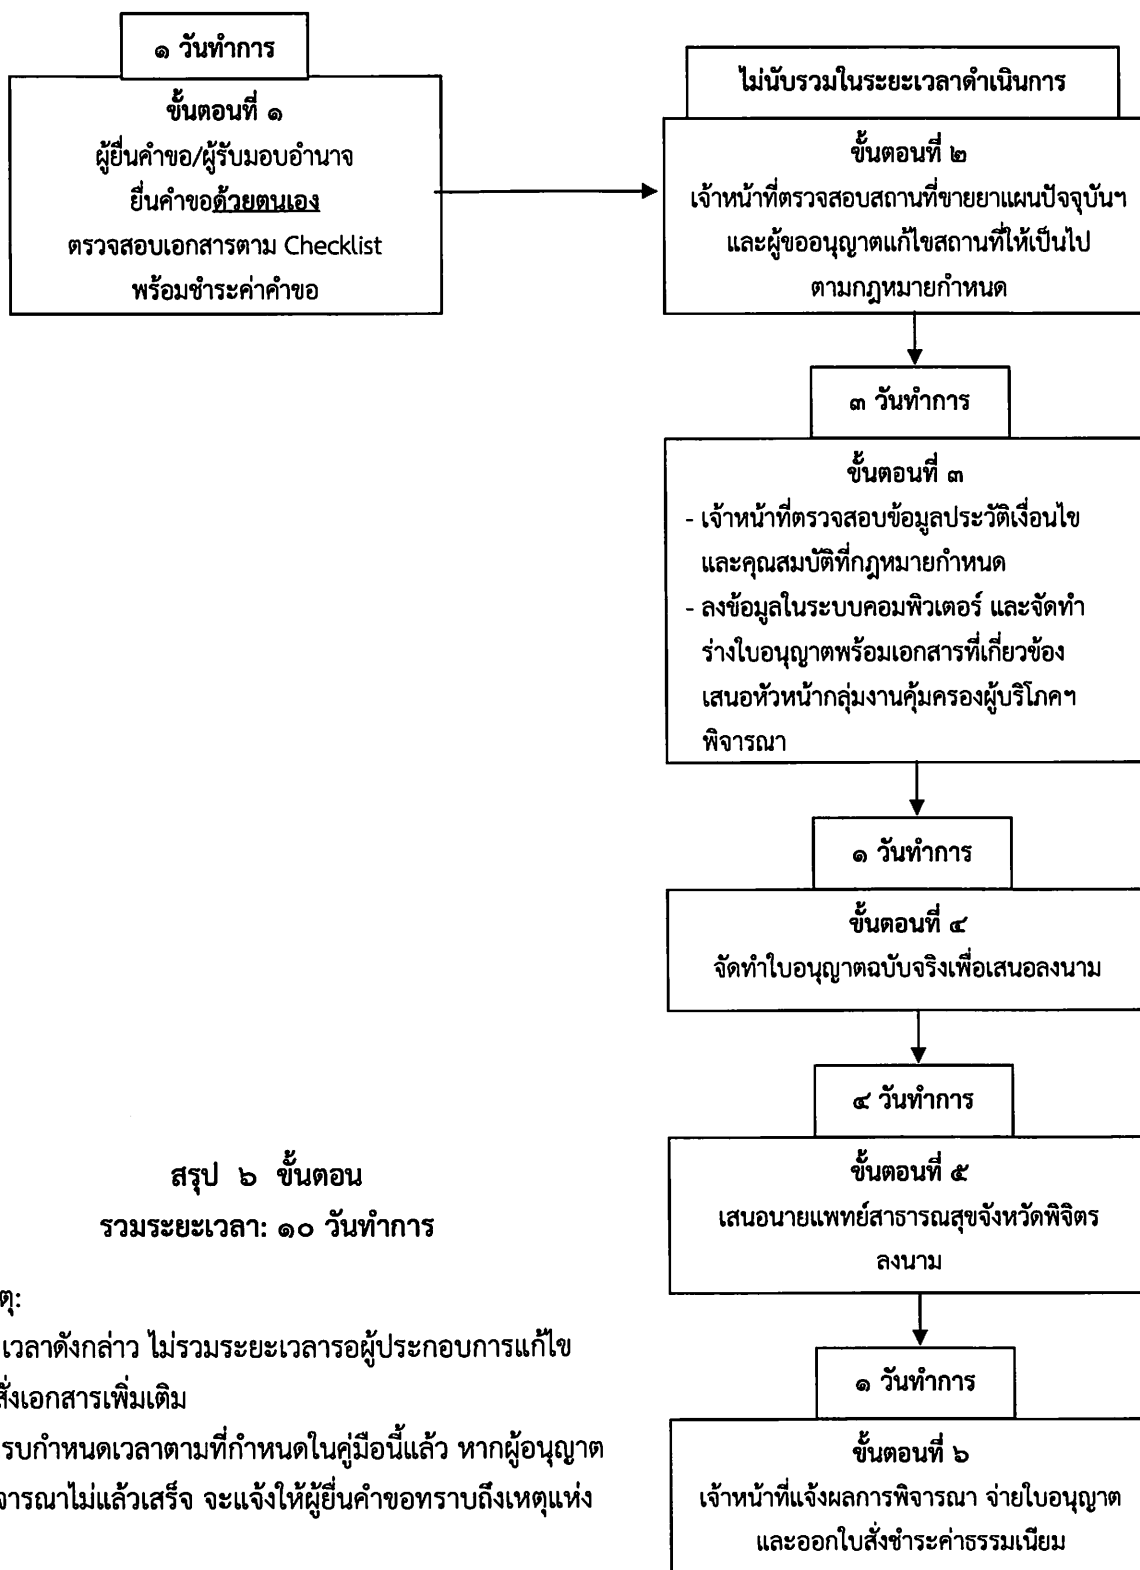 ๑ วันทำการ
ขั้นตอนที่ ๑
ผู้ยื่นคำขอ/ผู้รับมอบอำนาจ
ยื่นคำขอด้วยตนเอง
ตรวจสอบเอกสารตาม Checklist
พร้อมชำระค่าคำขอ
ไม่นับรวมในระยะเวลาดำเนินการ
ขั้นตอนที่ ๒
เจ้าหน้าที่ตรวจสอบสถานที่ขายยาแผนปัจจุบันฯ
และผู้ขออนุญาตแก้ไขสถานที่ให้เป็นไป
ตามกฎหมายกำหนด
๓ วันทำการ
ขั้นตอนที่ ๓
- เจ้าหน้าที่ตรวจสอบข้อมูลประวัติเงื่อนไข
และคุณสมบัติที่กฎหมายกำหนด
- ลงข้อมูลในระบบคอมพิวเตอร์ และจัดทำ
ร่างใบอนุญาตพร้อมเอกสารที่เกี่ยวข้อง
เสนอหัวหน้ากลุ่มงานคุ้มครองผู้บริโภคฯ
พิจารณา
๑ วันทำการ
ขั้นตอนที่ ๔
จัดทำใบอนุญาตฉบับจริงเพื่อเสนอลงนาม
๔ วันทำการ
ขั้นตอนที่ ๕
เสนอนายแพทย์สาธารณสุขจังหวัดพิจิตร
ลงนาม
๑ วันทำการ
ขั้นตอนที่ ๖
เจ้าหน้าที่แจ้งผลการพิจารณา จ่ายใบอนุญาต
และออกใบสั่งชำระค่าธรรมเนียม
สรุป ๖ ขั้นตอน
รวมระยะเวลา: ๑๐ วันทำการ
ตุ:
เวลาดังกล่าว ไม่รวมระยะเวลารอผู้ประกอบการแก้ไข
สั่งเอกสารเพิ่มเติม
รบกำหนดเวลาตามที่กำหนดในคู่มือนี้แล้ว หากผู้อนุญาต
จารณาไม่แล้วเสร็จ จะแจ้งให้ผู้ยื่นคำขอทราบถึงเหตุแห่ง